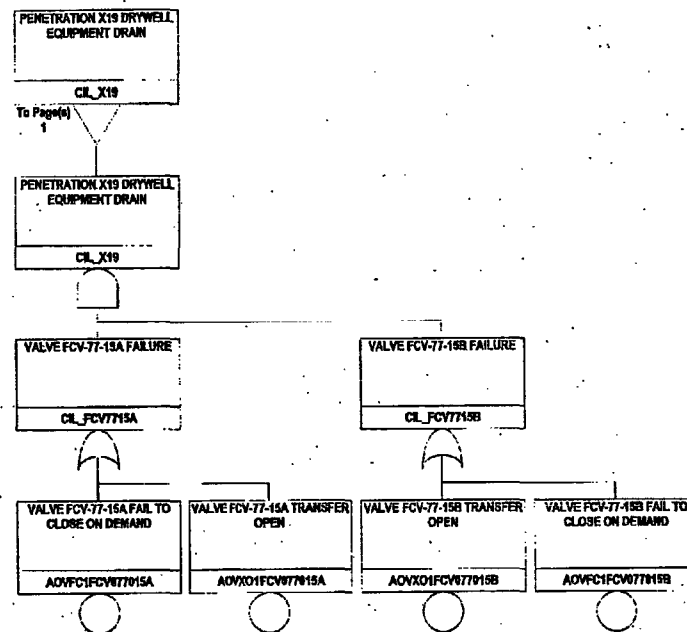 PENETRATION X19 DRYWELL
EQUIPMENT DRAIN
CIL_X19
To Page(s)
1
PENETRATION X19 DRYWELL
EQUIPMENT DRAIN
CIL_X19
VALVE FCV-77-15A FAILURE
VALVE FCV-77-15B FAILURE
CIL_FCV7715A
CIL_FCV7715B
VALVE FCV-77-15A FAIL TO
CLOSE ON DEMAND
VALVE FCV-77-15A TRANSFER
OPEN
VALVE FCV-77-15B TRANSFER
OPEN
VALVE FCV-77-15B FAIL TO
CLOSE ON DEMAND
AOVFC1FCV077015A
AOVXO1FCV077015A
AOVXO1FCV077015B
AOVFC1FCV077015B